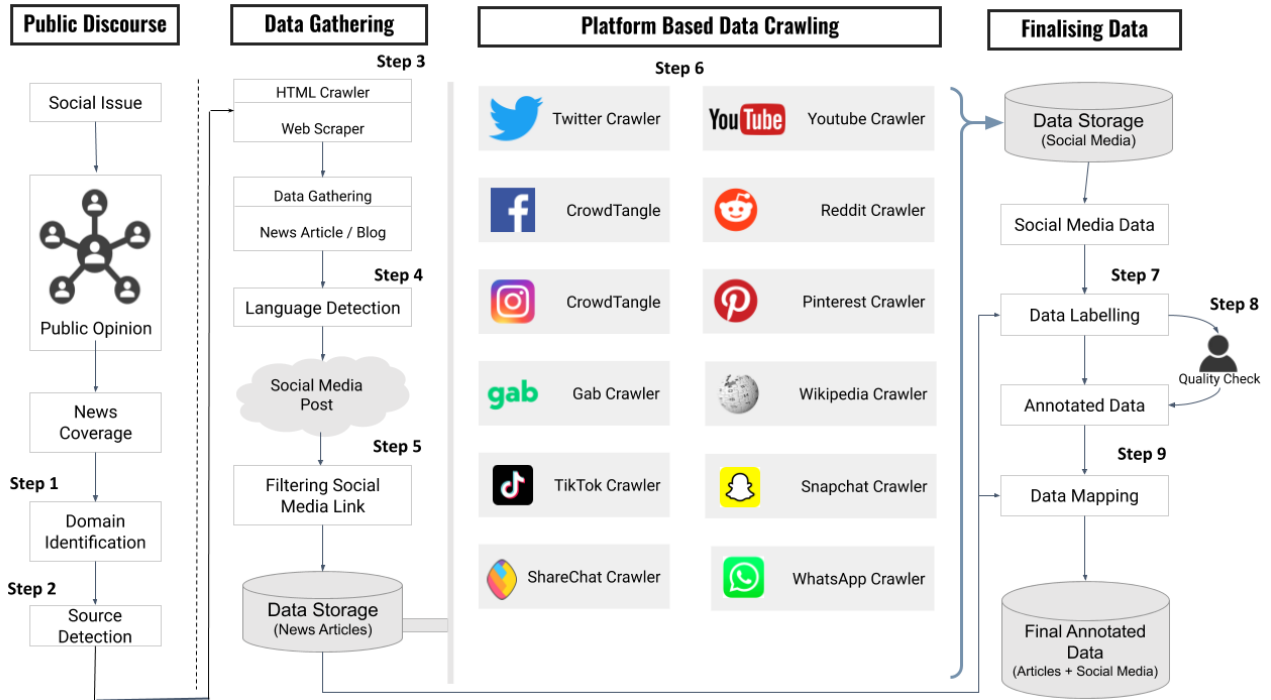 Public Discourse
Social Issue
Public Opinion
News
Coverage
Step 1
Domain
Identification
Step 2
Source
Detection
Data Gathering
Step 3
HTML Crawler
Web Scraper
Data Gathering
News Article / Blog
Step 4
Language Detection
Social Media
Post
Step 5
Filtering Social
Media Link
Data Storage
(News Articles)
Platform Based Data Crawling
Step 6
Twitter Crawler
YouTube
Youtube Crawler
CrowdTangle
Reddit Crawler
CrowdTangle
Pinterest Crawler
gab
Gab Crawler
Wikipedia Crawler
TikTok Crawler
Snapchat Crawler
ShareChat Crawler
WhatsApp Crawler
Finalising Data
Data Storage
(Social Media)
Social Media Data
Step 7
Data Labelling
Step 8
Quality Check
Annotated Data
Step 9
Data Mapping
Final Annotated
Data
(Articles + Social Media)